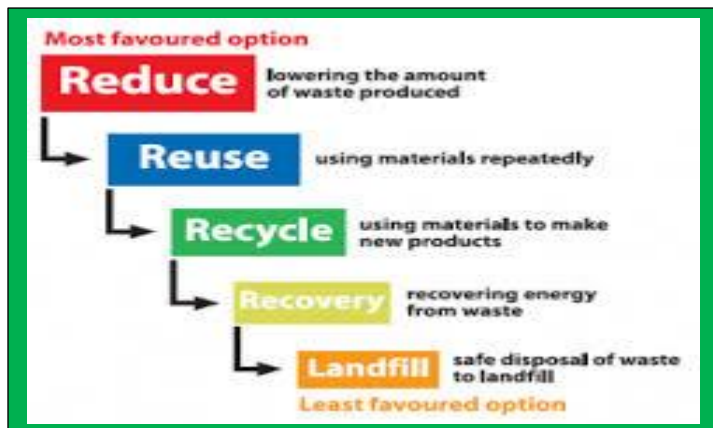 Most favoured option
Reduce
lowering the amount
of waste produced
Reuse
using materials repeatedly
Recycle
using materials to make
new products
Recovery
recovering energy
from waste
Landfill
safe disposal of waste
to landfill
Least favoured option